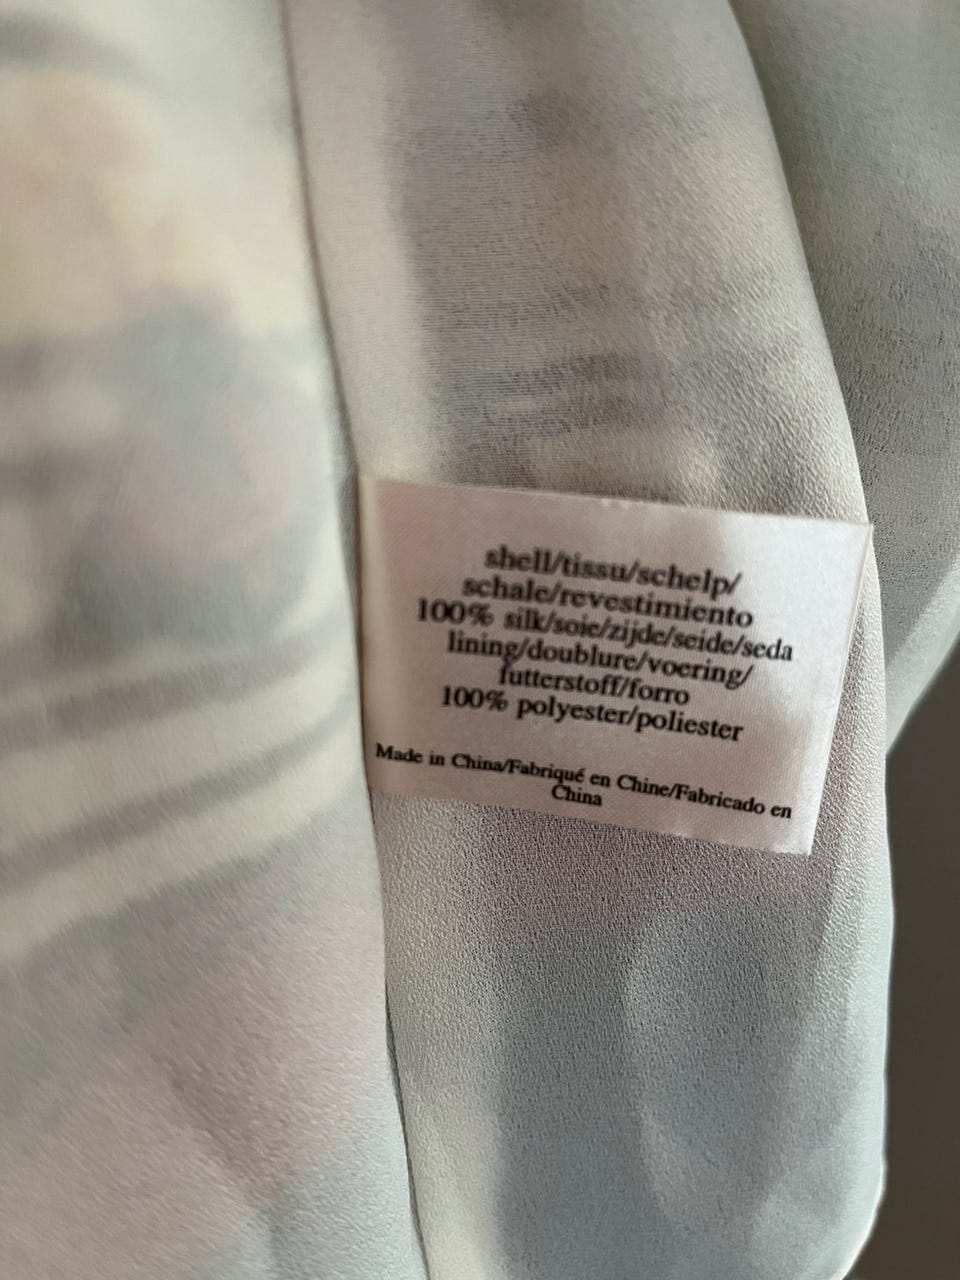 shell/tissu/schelp/
schale/revestimiento
100% silk/soie/zijde/seide/seda
lining/doublure/voering/
futterstoff/forro
100% polyester/poliester
Made in China/Fabriqué en Chine/Fabricado en
China